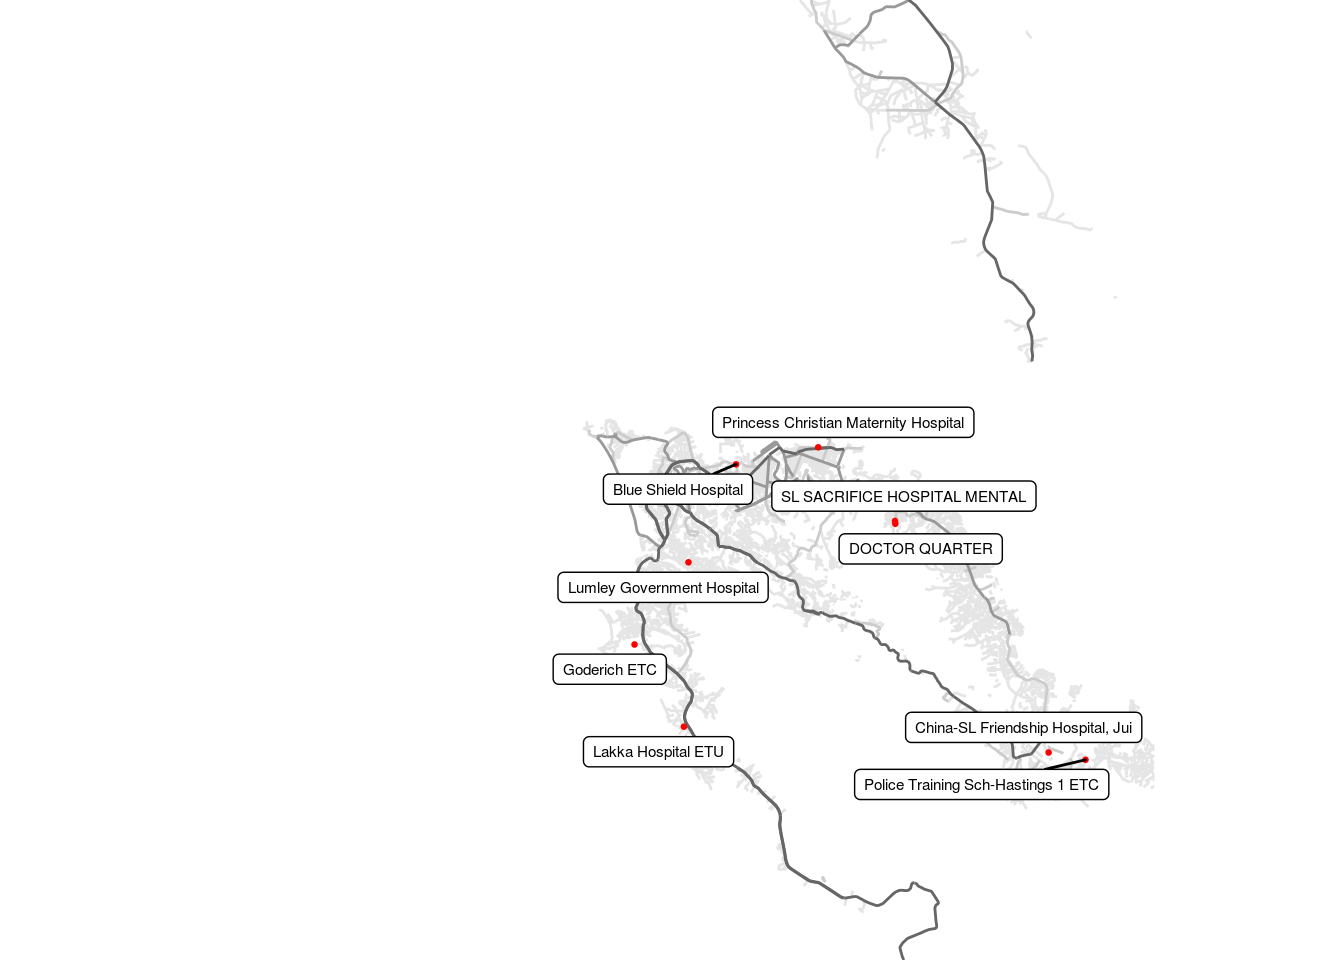 Princess Christian Maternity Hospital
Blue Shield Hospital
SL SACRIFICE HOSPITAL MENTAL
DOCTOR QUARTER
Lumley Government Hospital
Goderich ETC
China-SL Friendship Hospital, Jui
Lakka Hospital ETU
Police Training Sch-Hastings 1 ETC